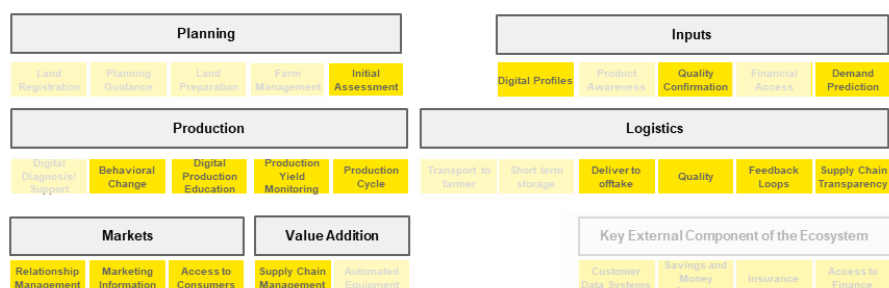 Planning
Inputs
Land Registration
Planning Guidance
Land Preparation
Farm Management
Initial Assessment
Digital Profiles
Product Awareness
Quality Confirmation
Financial Access
Demand Prediction
Production
Logistics
Digital Diagnosis/ Support
Behavioral Change
Digital Production Education
Production Yield Monitoring
Production Cycle
Transport to farmer
Short term storage
Deliver to offtake
Quality
Feedback Loops
Supply Chain Transparency
Markets
Value Addition
Key External Component of the Ecosystem
Relationship Management
Marketing Information
Access to Consumers
Supply Chain Management
Automated Equipment
Customer Data Systems
Savings and Money
Insurance
Access to Finance